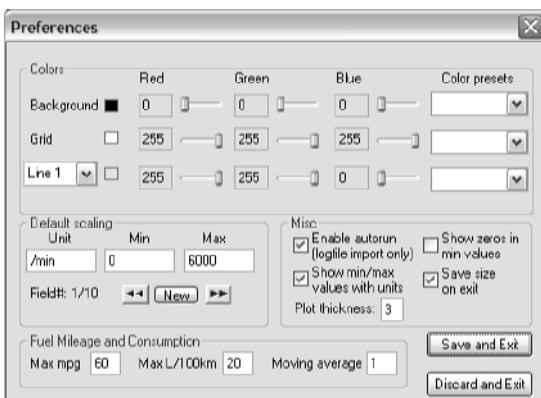 Preferences
Colors
Red Green Blue Color presets
Background 0 0 0
Grid 255 255 255
Line 1 255 255 0
Default scaling
Unit Min Max
/min 0 6000
Field#: 1/10 New
Misc
Enable autorun (logfile import only)
Show zeros in min values
Show min/max values with units
Save size on exit
Plot thickness: 3
Fuel Mileage and Consumption
Max mpg 60 Max L/100km 20 Moving average 1
Save and Exit
Discard and Exit